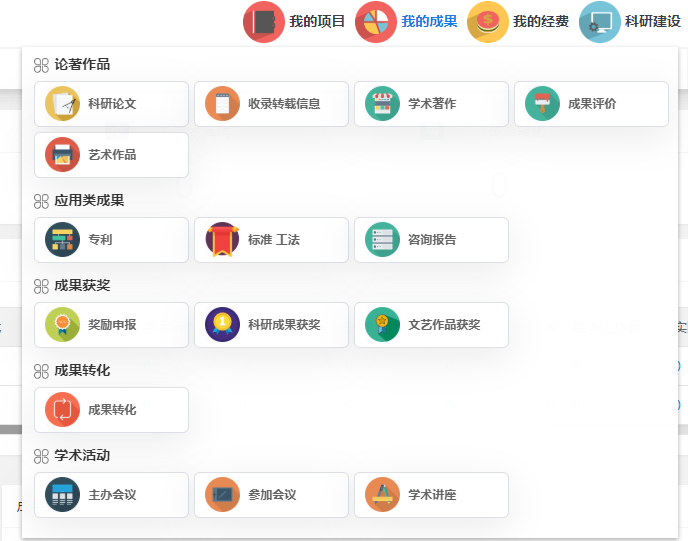 我的项目 我的成果 我的经费 科研建设
论著作品
科研论文 收录转载信息 学术著作 成果评价
艺术作品
应用类成果
专利 标准 工法 咨询报告
成果获奖
奖励申报 科研成果获奖 文艺作品获奖
成果转化
成果转化
学术活动
主办会议 参加会议 学术讲座